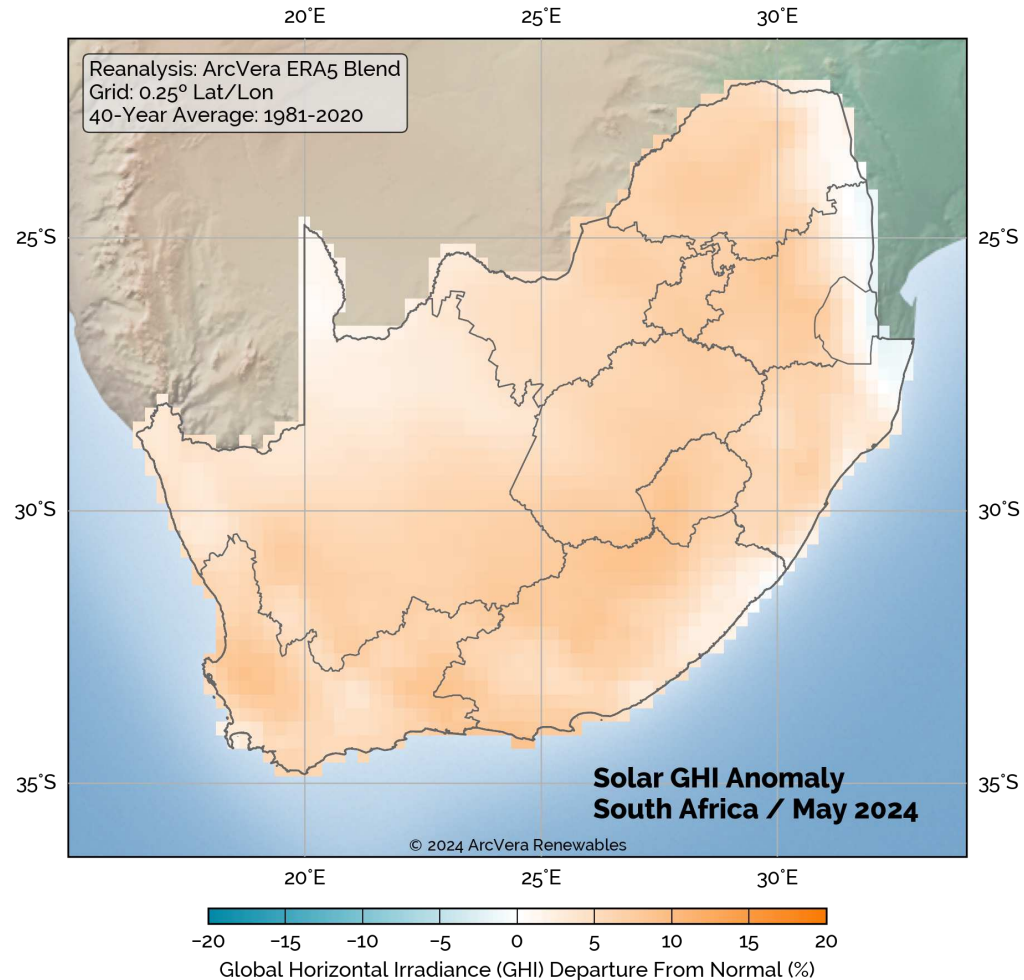 20°E 25°E 30°E
Reanalysis: ArcVera ERA5 Blend
Grid: 0.25º Lat/Lon
40-Year Average: 1981-2020
25°S 25°S
30°S 30°S
35°S 35°S
Solar GHI Anomaly
South Africa / May 2024
© 2024 ArcVera Renewables
20°E 25°E 30°E
−20 −15 −10 −5 0 5 10 15 20
Global Horizontal Irradiance (GHI) Departure From Normal (%)